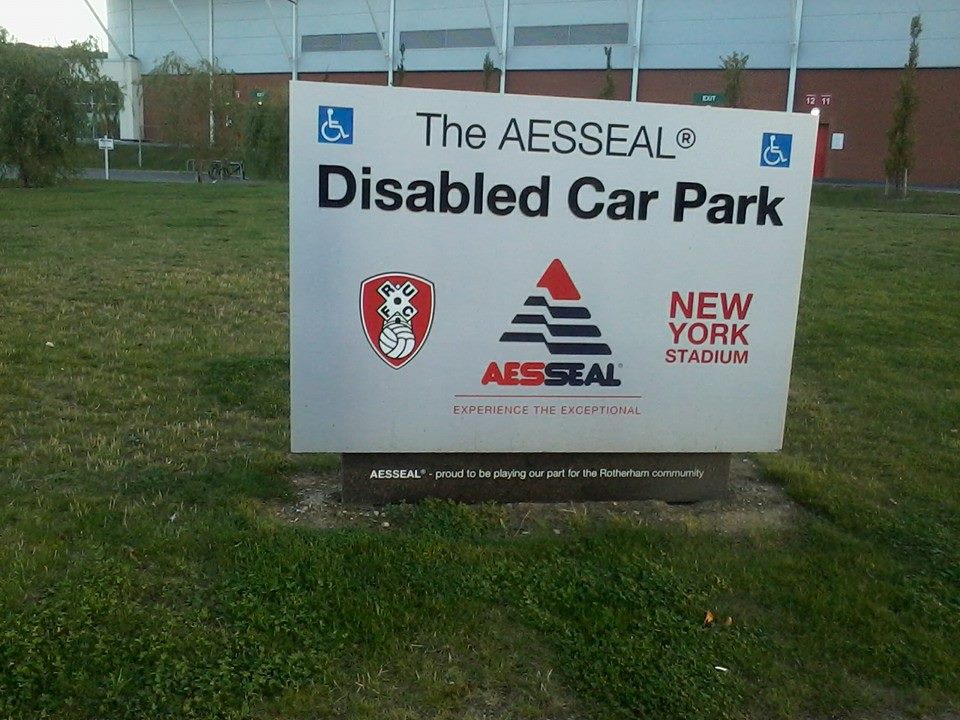 EXIT
12 11
The AESSEAL®
Disabled Car Park
RUFC
AESSEAL®
EXPERIENCE THE EXCEPTIONAL
NEW
YORK
STADIUM
AESSEAL® - proud to be playing our part for the Rotherham community